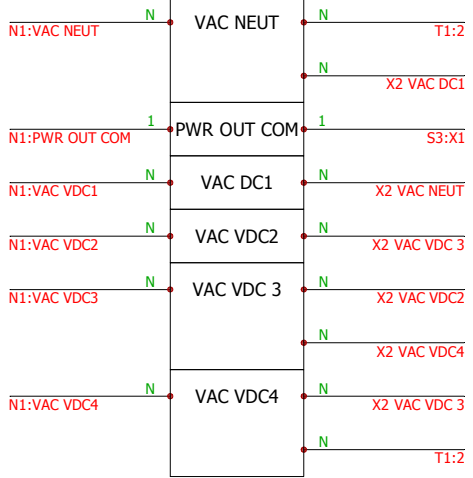 N VAC NEUT N
N1:VAC NEUT T1:2
N
X2 VAC DC1
1 PWR OUT COM 1
N1:PWR OUT COM S3:X1
N VAC DC1 N
N1:VAC VDC1 X2 VAC NEUT
N VAC VDC2 N
N1:VAC VDC2 X2 VAC VDC 3
N VAC VDC 3 N
N1:VAC VDC3 X2 VAC VDC2
N
X2 VAC VDC4
N VAC VDC4 N
N1:VAC VDC4 X2 VAC VDC 3
N
T1:2